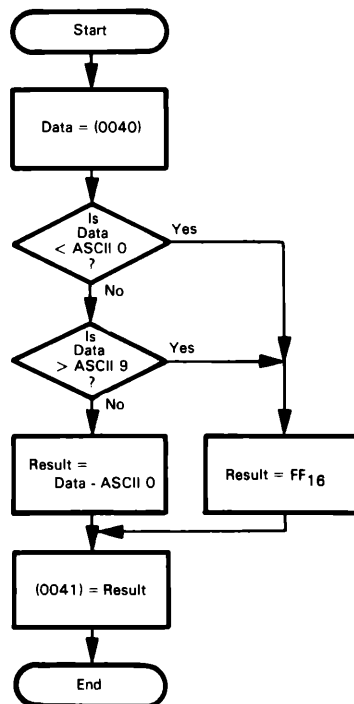 Start
Data = (0040)
Is
Data
< ASCII 0
?
Yes
No
Is
Data
> ASCII 9
?
Yes
No
Result =
Data - ASCII 0
Result = FF16
(0041) = Result
End